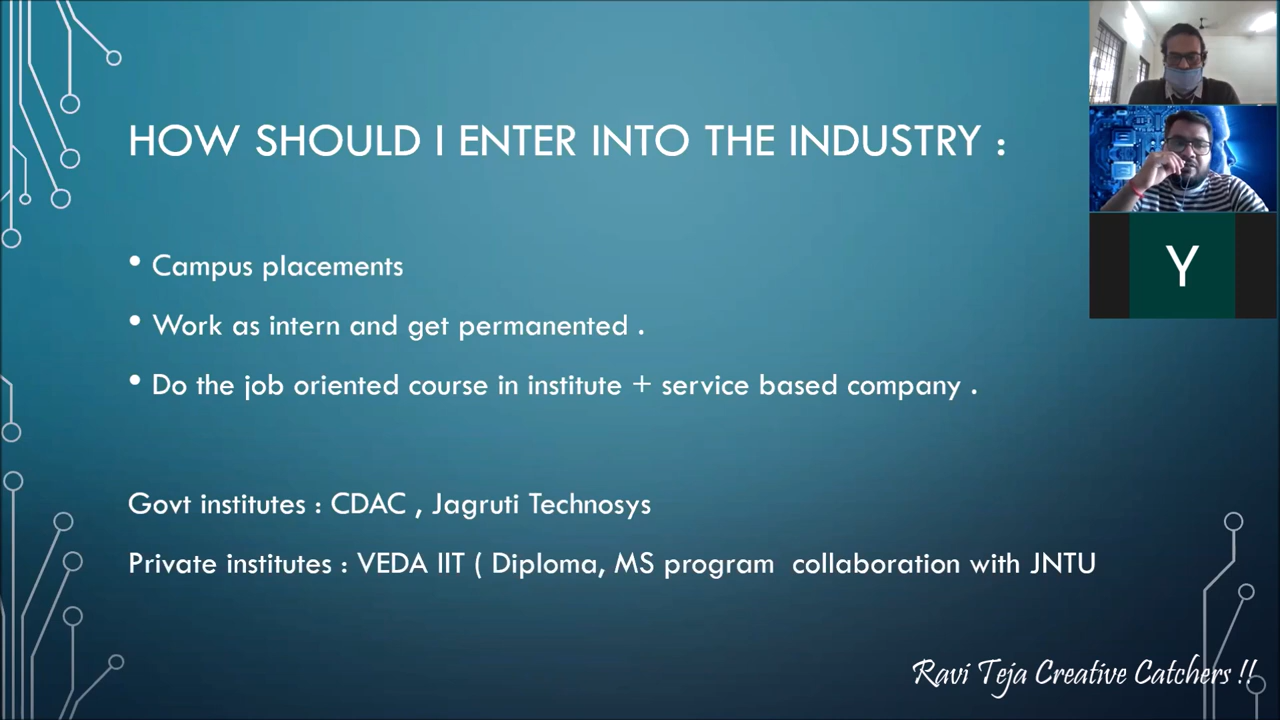 HOW SHOULD I ENTER INTO THE INDUSTRY :
• Campus placements
• Work as intern and get permanented .
• Do the job oriented course in institute + service based company .
Govt institutes : CDAC , Jagruti Technosys
Private institutes : VEDA IIT ( Diploma, MS program collaboration with JNTU
Ravi Teja Creative Catchers !!
Y